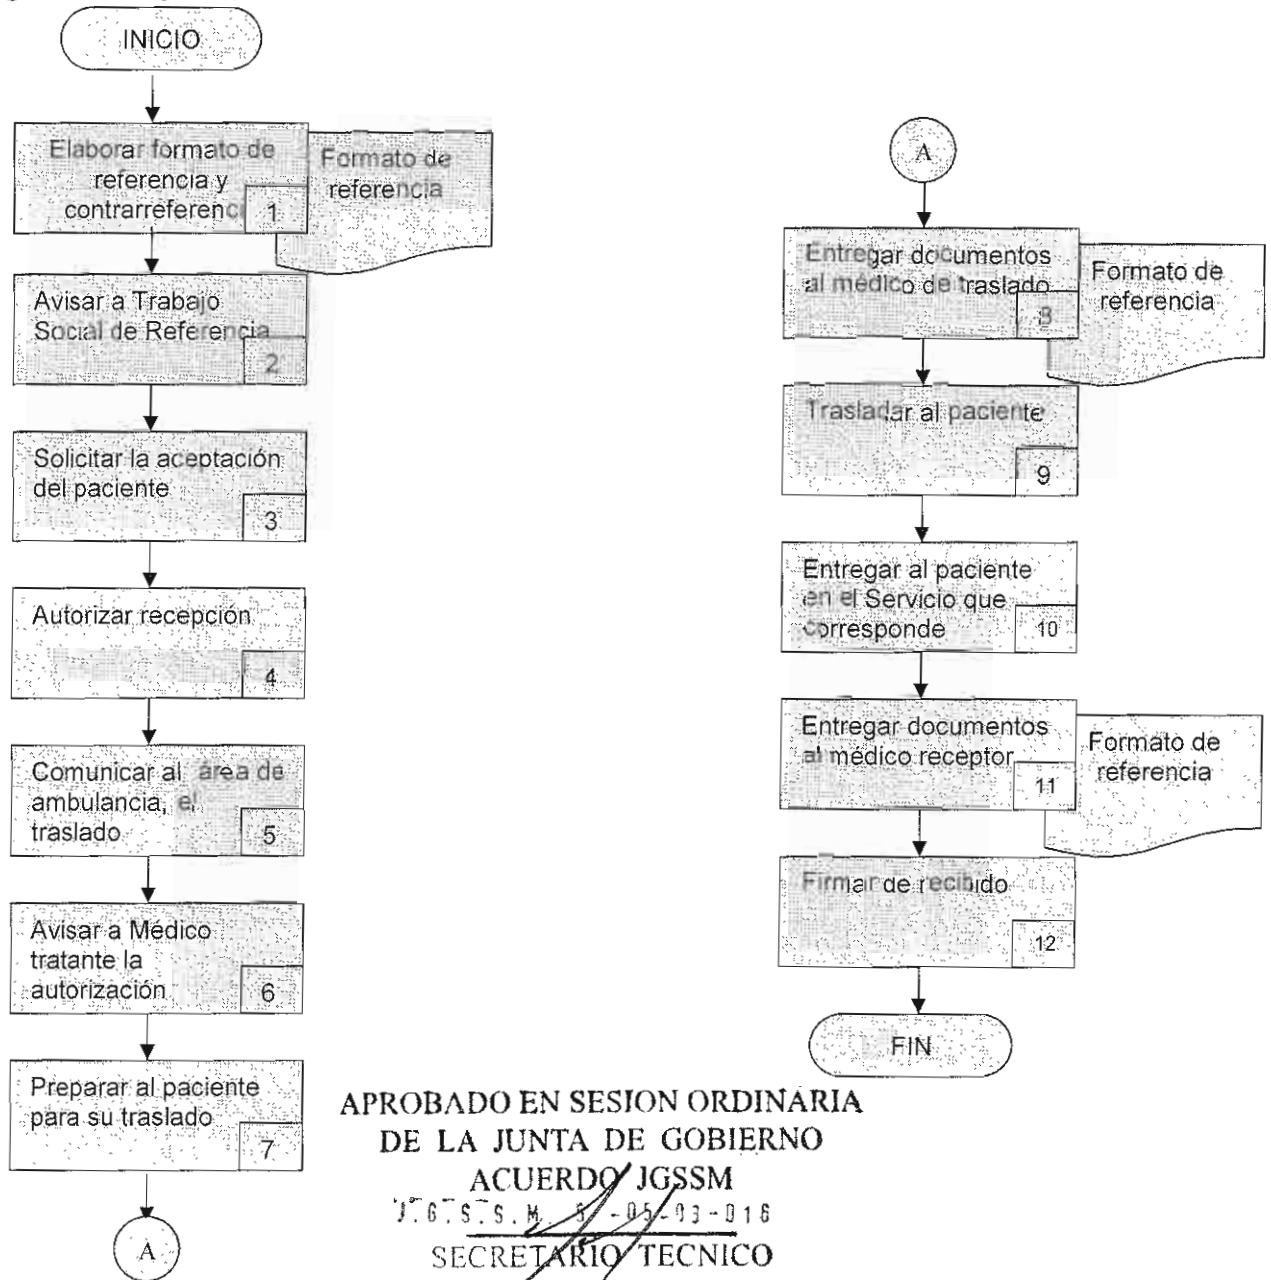 INICIO
Elaborar formato de
referencia y
contrarreferenc
1
Formato de
referencia
Avisar a Trabajo
Social de Referencia
2
Solicitar la aceptación
del paciente
3
Autorizar recepción
4
Comunicar al área de
ambulancia, el
traslado
5
Avisar a Médico
tratante la
autorización
6
Preparar al paciente
para su traslado
7
A
A
Entregar documentos
al médico de traslado
8
Formato de
referencia
Trasladar al paciente
9
Entregar al paciente
en el Servicio que
corresponde
10
Entregar documentos
al médico receptor
11
Formato de
referencia
Firmar de recibido
12
FIN
APROBADO EN SESION ORDINARIA
DE LA JUNTA DE GOBIERNO
ACUERDO JGSSM
-05-03-016
SECRETARIO TECNICO